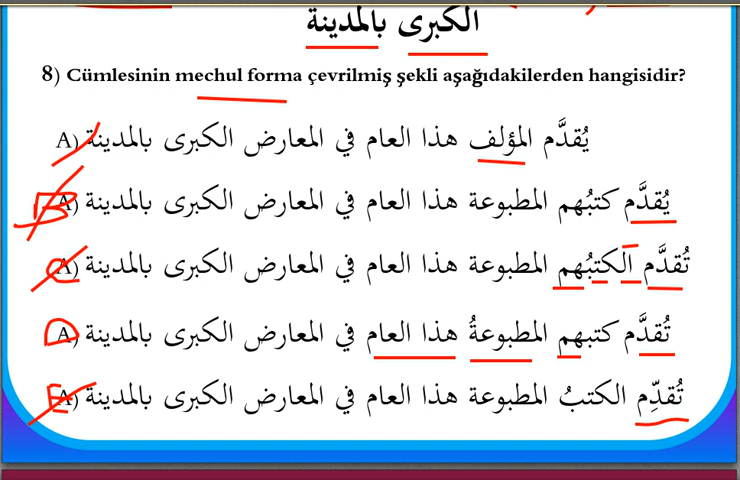 الكبرى بالمدينة
8) Cümlesinin mechul forma çevrilmiş şekli aşağıdakilerden hangisidir?
A) يُقدَّم المؤلف هذا العام في المعارض الكبرى بالمدينة
A) B يُقدَّم كتبُهم المطبوعة هذا العام في المعارض الكبرى بالمدينة
A) C تُقدَّم الكتبُهم المطبوعة هذا العام في المعارض الكبرى بالمدينة
A) D تُقدَّم كتبهم المطبوعةُ هذا العام في المعارض الكبرى بالمدينة
A) E تُقدِّم الكتبُ المطبوعة هذا العام في المعارض الكبرى بالمدينة